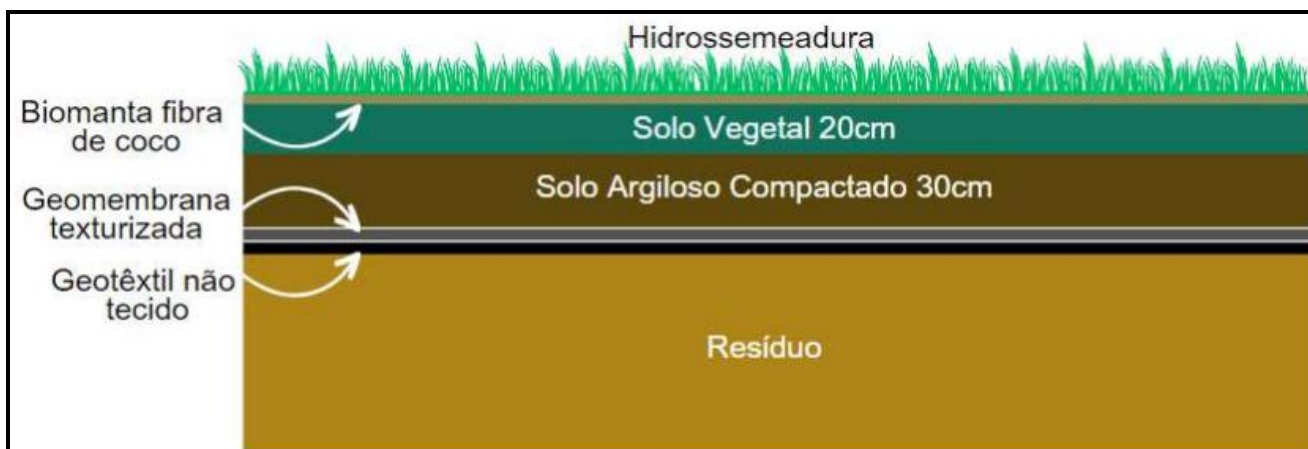 Hidrossemeadura
Biomanta fibra
de coco
Solo Vegetal 20cm
Solo Argiloso Compactado 30cm
Geomembrana
texturizada
Geotêxtil não
tecido
Resíduo